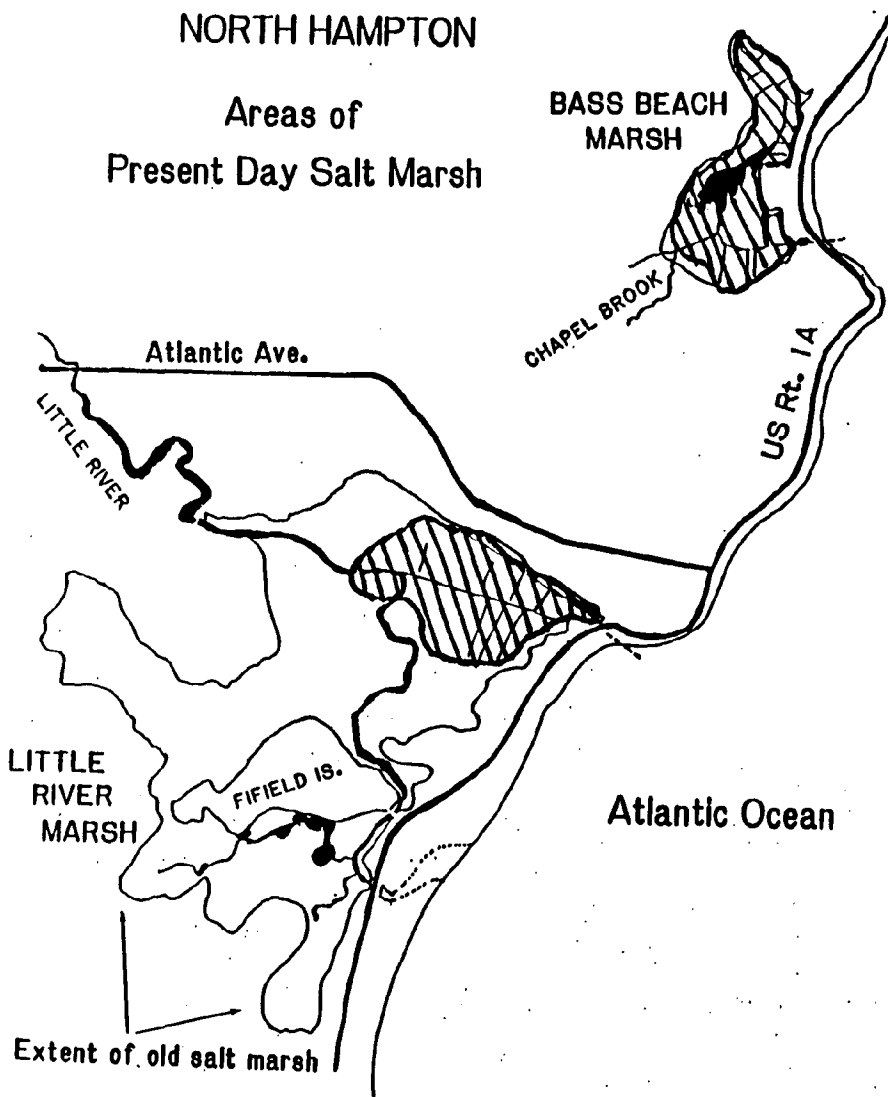 NORTH HAMPTON
Areas of
Present Day Salt Marsh
BASS BEACH
MARSH
CHAPEL BROOK
US Rt. 1A
Atlantic Ave.
LITTLE RIVER
LITTLE
RIVER
MARSH
FIFIELD IS.
Atlantic Ocean
Extent of old salt marsh